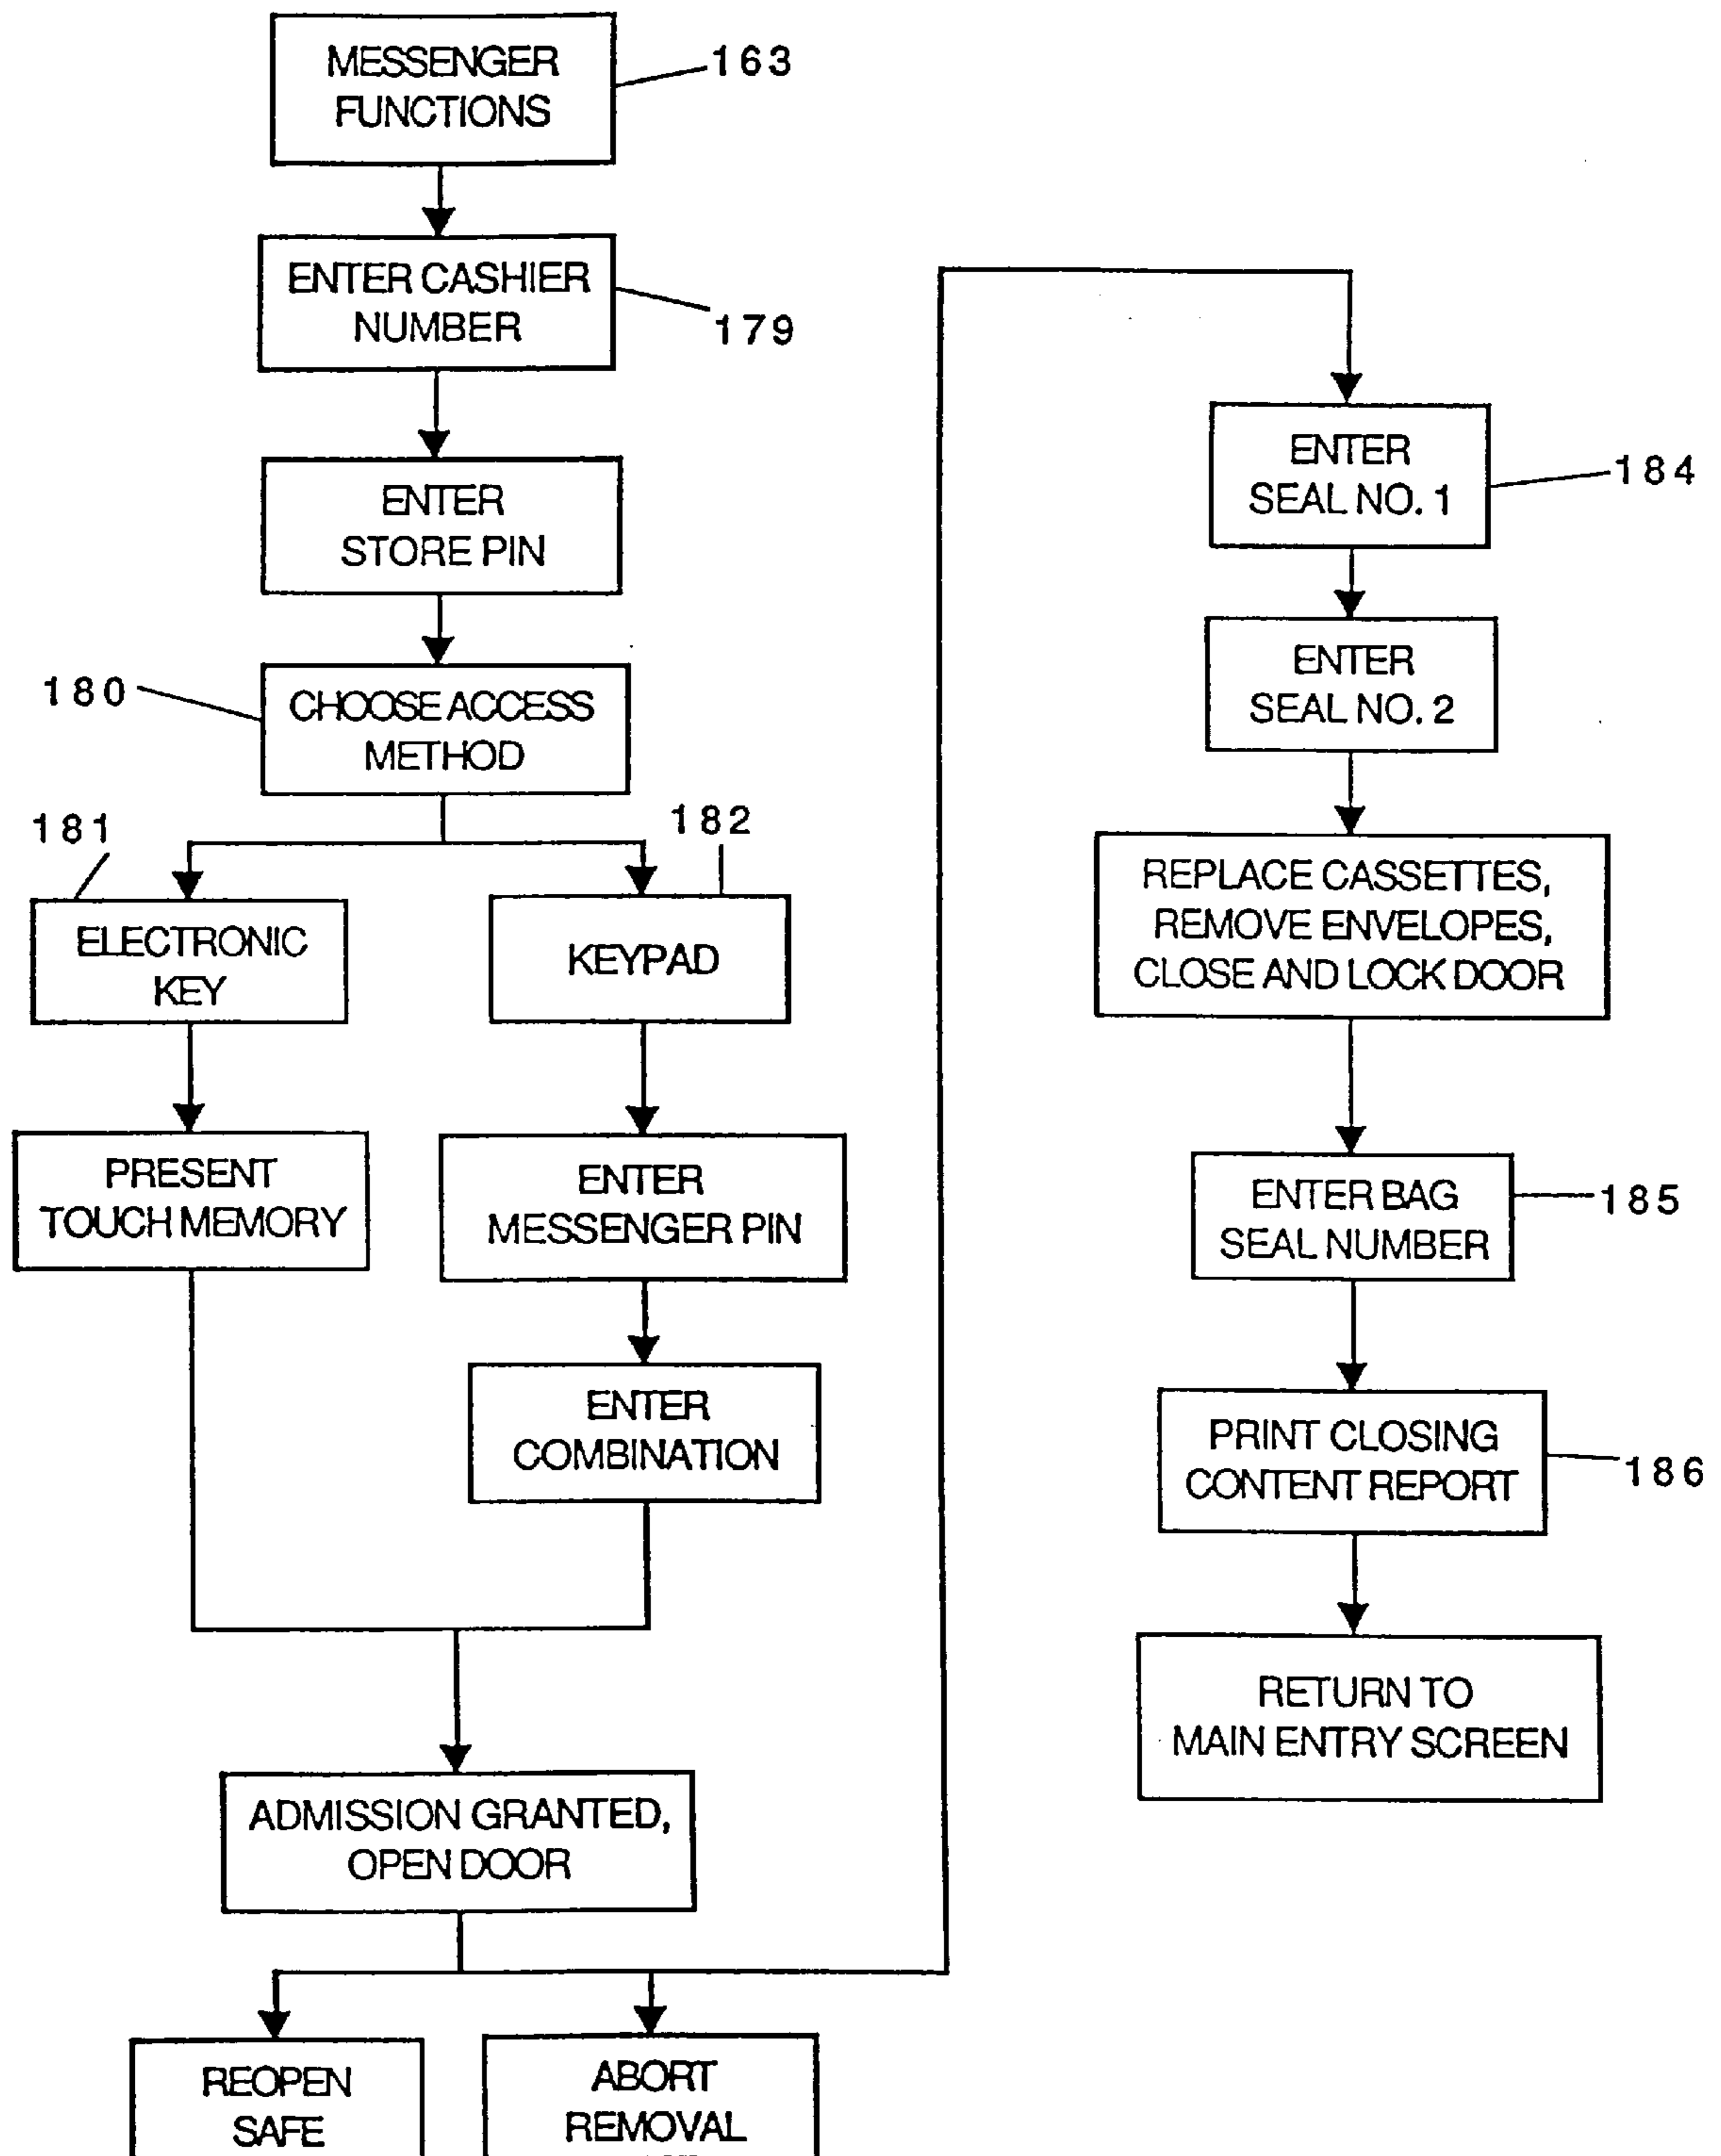 MESSENGER
FUNCTIONS
163
ENTER CASHIER
NUMBER
179
ENTER
STORE PIN
180
CHOOSE ACCESS
METHOD
181
182
ELECTRONIC
KEY
KEYPAD
PRESENT
TOUCH MEMORY
ENTER
MESSENGER PIN
ENTER
COMBINATION
ADMISSION GRANTED,
OPEN DOOR
REOPEN
SAFE
ABORT
REMOVAL
ENTER
SEAL NO. 1
184
ENTER
SEAL NO. 2
REPLACE CASSETTES,
REMOVE ENVELOPES,
CLOSE AND LOCK DOOR
ENTER BAG
SEAL NUMBER
185
PRINT CLOSING
CONTENT REPORT
186
RETURN TO
MAIN ENTRY SCREEN